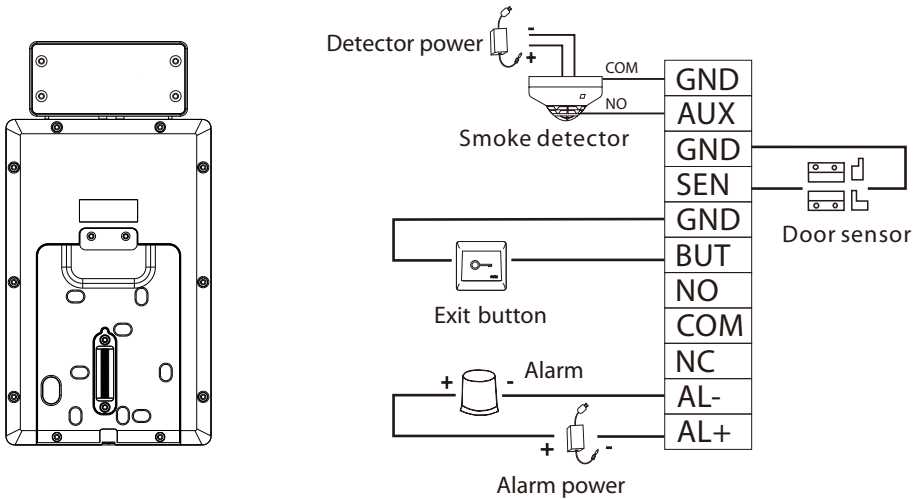 Detector power
-
+
COM
NO
Smoke detector
GND
AUX
GND
SEN
GND
BUT
NO
COM
NC
AL-
AL+
Door sensor
Exit button
+
-
Alarm
+
-
Alarm power